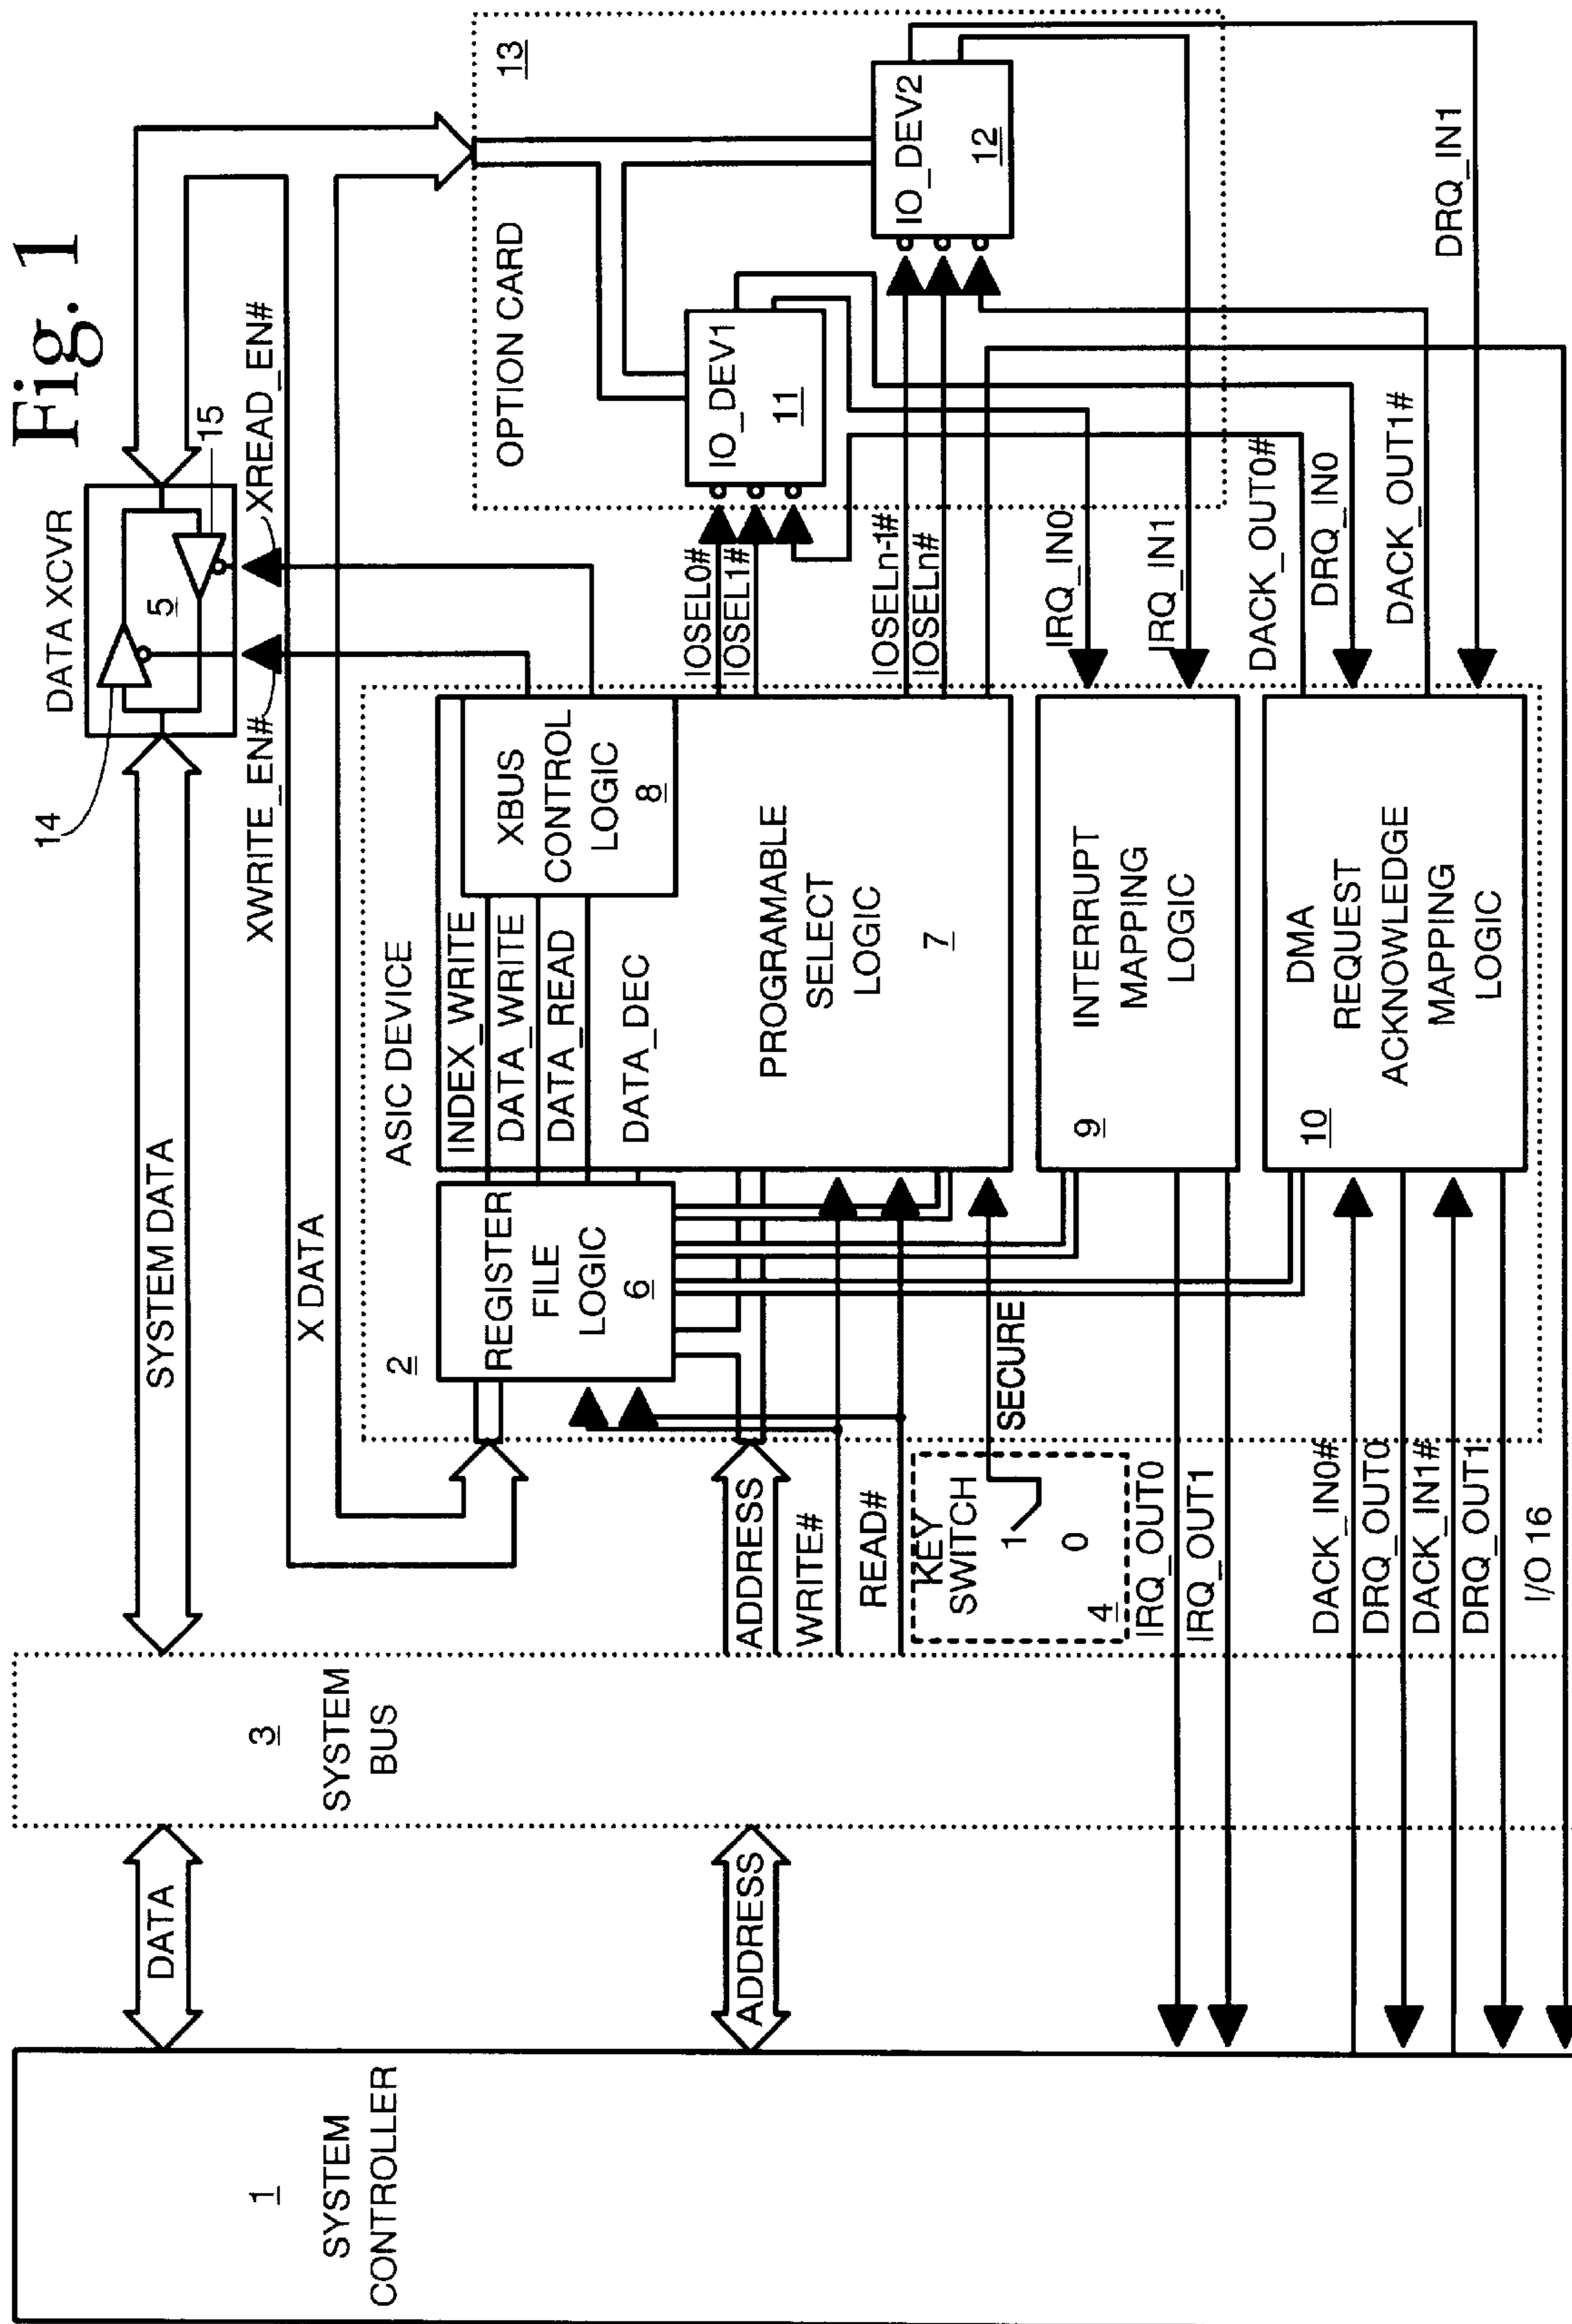 Fig. 1
DATA XCVR
14
5
15
XWRITE_EN#
XREAD_EN#
DATA
SYSTEM DATA
X DATA
1
SYSTEM
CONTROLLER
3
SYSTEM
BUS
ADDRESS
ADDRESS
WRITE#
READ#
KEY
SWITCH
1
0
4
SECURE
ASIC DEVICE
2
REGISTER
FILE
LOGIC
6
INDEX_WRITE
DATA_WRITE
DATA_READ
DATA_DEC
XBUS
CONTROL
LOGIC
8
PROGRAMABLE
SELECT
LOGIC
7
INTERRUPT
MAPPING
LOGIC
9
DMA
REQUEST
ACKNOWLEDGE
MAPPING
LOGIC
10
OPTION CARD
13
IO_DEV1
11
IO_DEV2
12
IOSEL0#
IOSEL1#
IOSELn-1#
IOSELn#
IRQ_IN0
IRQ_IN1
DACK_OUT0#
DRQ_IN0
DACK_OUT1#
DRQ_IN1
IRQ_OUT0
IRQ_OUT1
DACK_IN0#
DRQ_OUT0
DACK_IN1#
DRQ_OUT1
I/O 16